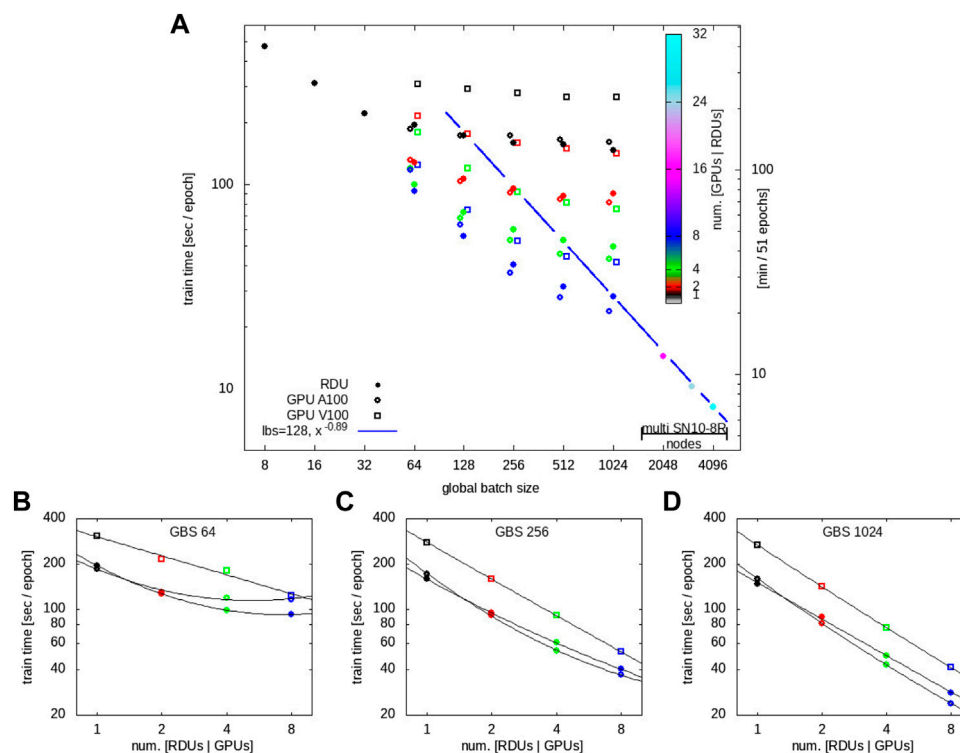 A
train time [sec / epoch]
100
10
RDU
GPU A100
GPU V100
lbs=128, x^-0.89
8 16 32 64 128 256 512 1024 2048 4096
global batch size
multi SN10-8R
nodes
32
24
16
8
4
2
1
num. [GPUs | RDUs]
100
10
[min / 51 epochs]
B
GBS 64
train time [sec / epoch]
400
200
100
80
60
40
20
1 2 4 8
num. [RDUs | GPUs]
C
GBS 256
train time [sec / epoch]
400
200
100
80
60
40
20
1 2 4 8
num. [RDUs | GPUs]
D
GBS 1024
train time [sec / epoch]
400
200
100
80
60
40
20
1 2 4 8
num. [RDUs | GPUs]